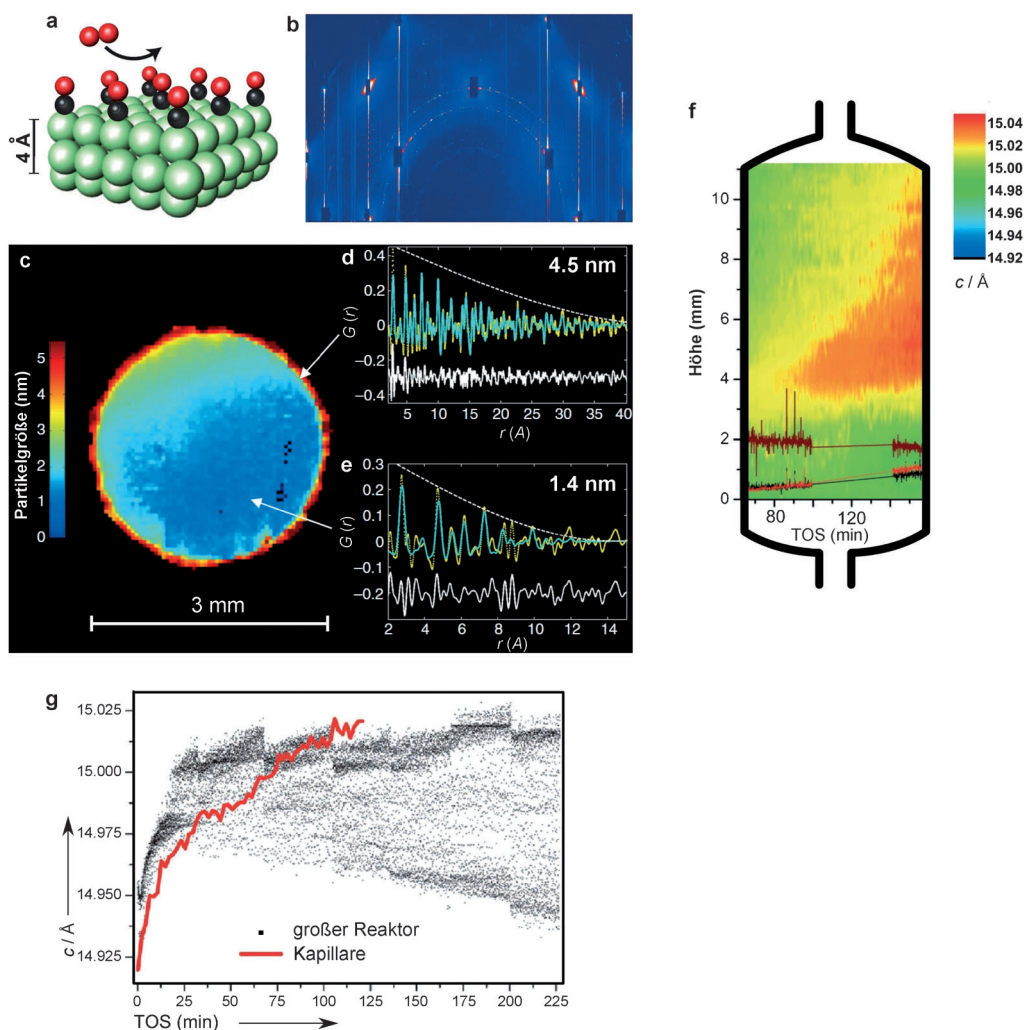 a
4 Å
b
c
Partikelgröße (nm)
5
4
3
2
1
0
3 mm
d
4.5 nm
G (r)
0.4
0.2
0
−0.2
−0.4
5 10 15 20 25 30 35 40
r (A)
e
1.4 nm
G (r)
0.3
0.2
0.1
0
−0.1
−0.2
2 4 6 8 10 12 14
r (A)
f
Höhe (mm)
10
8
6
4
2
0
80 120
TOS (min)
15.04
15.02
15.00
14.96
14.98
14.94
14.92
c / Å
g
15.025
15.000
14.975
14.950
14.925
c / Å
großer Reaktor
Kapillare
0 25 50 75 100 125 150 175 200 225
TOS (min)